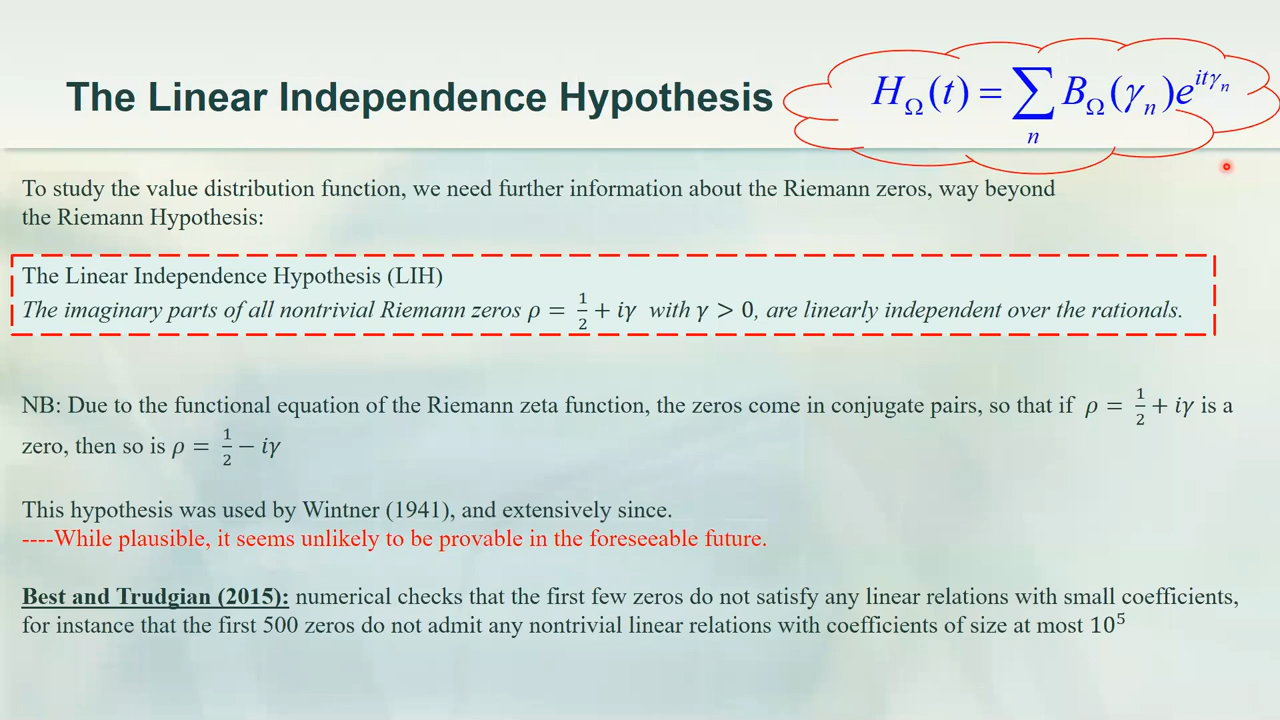 The Linear Independence Hypothesis
H_Ω(t) = ∑_n B_Ω(γ_n)e^{itγ_n}
To study the value distribution function, we need further information about the Riemann zeros, way beyond
the Riemann Hypothesis:
The Linear Independence Hypothesis (LIH)
The imaginary parts of all nontrivial Riemann zeros ρ = 1/2 + iγ with γ > 0, are linearly independent over the rationals.
NB: Due to the functional equation of the Riemann zeta function, the zeros come in conjugate pairs, so that if ρ = 1/2 + iγ is a
zero, then so is ρ = 1/2 − iγ
This hypothesis was used by Wintner (1941), and extensively since.
----While plausible, it seems unlikely to be provable in the foreseeable future.
Best and Trudgian (2015): numerical checks that the first few zeros do not satisfy any linear relations with small coefficients,
for instance that the first 500 zeros do not admit any nontrivial linear relations with coefficients of size at most 10^5